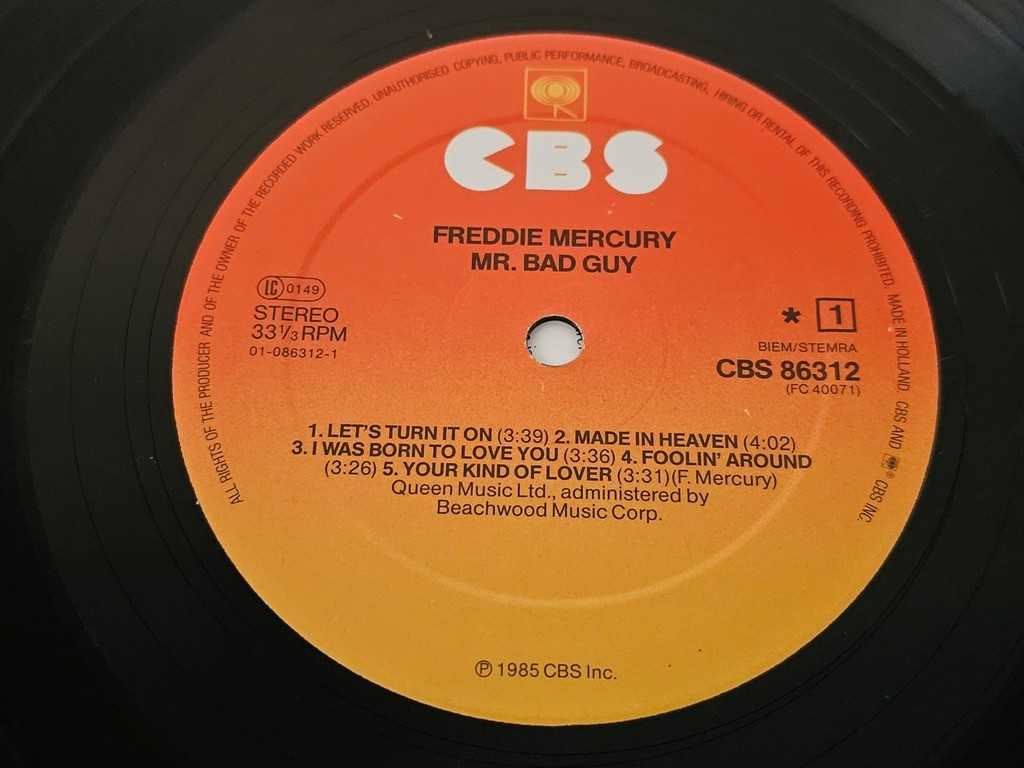 ALL RIGHTS OF THE PRODUCER AND OF THE OWNER OF THE RECORDED WORK RESERVED. UNAUTHORISED COPYING, PUBLIC PERFORMANCE, BROADCASTING, HIRING OR RENTAL OF THIS RECORDING PROHIBITED. MADE IN HOLLAND. CBS AND CBS INC.
CBS
FREDDIE MERCURY
MR. BAD GUY
LC 0149
STEREO
33⅓ RPM
01-086312-1
* 1
BIEM/STEMRA
CBS 86312
(FC 40071)
1. LET'S TURN IT ON (3:39) 2. MADE IN HEAVEN (4:02)
3. I WAS BORN TO LOVE YOU (3:36) 4. FOOLIN' AROUND
(3:26) 5. YOUR KIND OF LOVER (3:31) (F. Mercury)
Queen Music Ltd., administered by
Beachwood Music Corp.
℗ 1985 CBS Inc.